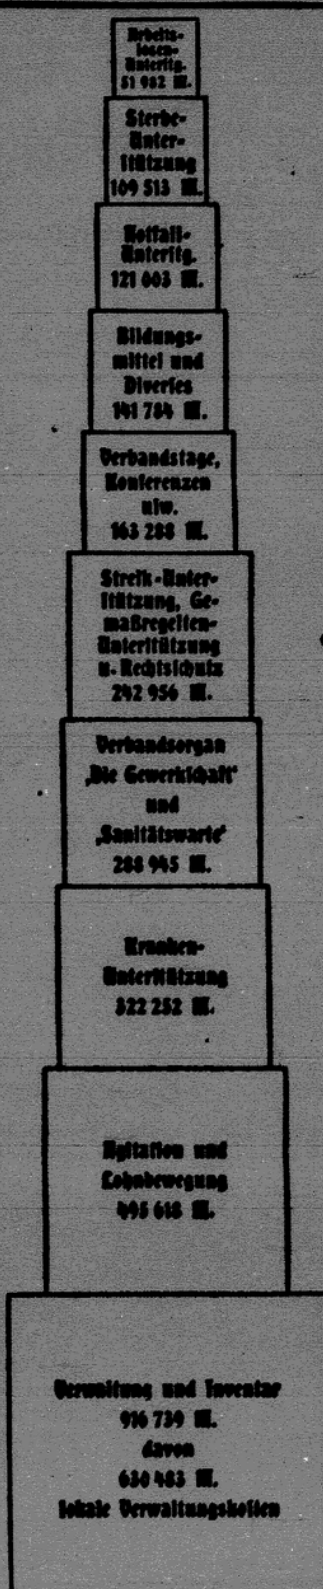 Arbeits-
losen-
Untersttg.
51 982 M.
Sterbe-
Unter-
stützung
109 513 M.
Notfall-
Untersttg.
121 603 M.
Bildungs-
mittel und
Diverses
141 784 M.
Verbandstage,
Konferenzen
usw.
163 288 M.
Streik-Unter-
stützung, Ge-
maßregelten-
Unterstützung
u. Rechtsschutz
242 956 M.
Verbandsorgan
„Die Gewerkschaft“
und
„Sanitätswarte“
288 945 M.
Kranken-
Unterstützung
322 252 M.
Agitation und
Lohnbewegung
495 618 M.
Verwaltung und Inventar
916 739 M.
davon
630 483 M.
lokale Verwaltungskosten